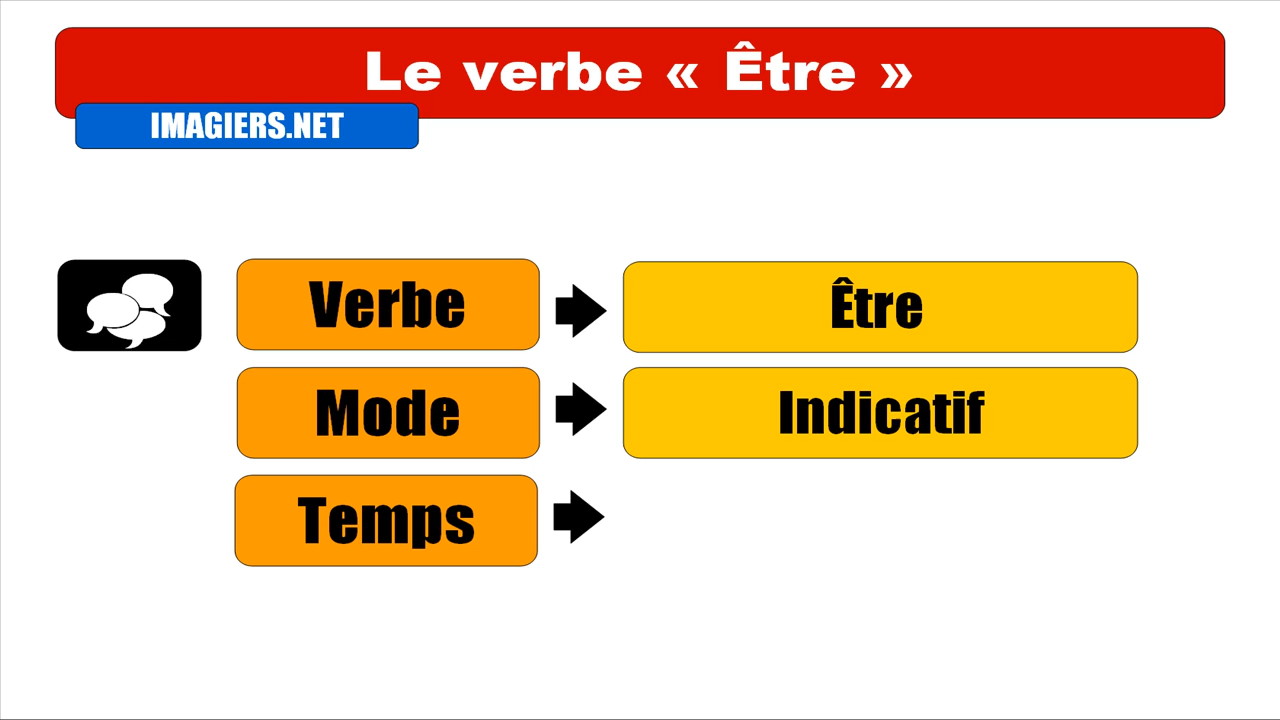 Le verbe « Être »
IMAGIERS.NET
Verbe
Être
Mode
Indicatif
Temps